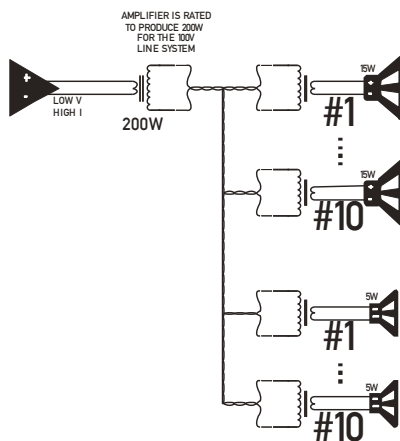 AMPLIFIER IS RATED
TO PRODUCE 200W
FOR THE 100V
LINE SYSTEM
+
-
LOW V
HIGH I
200W
15W
+
-
#1
15W
+
-
#10
5W
#1
5W
#10